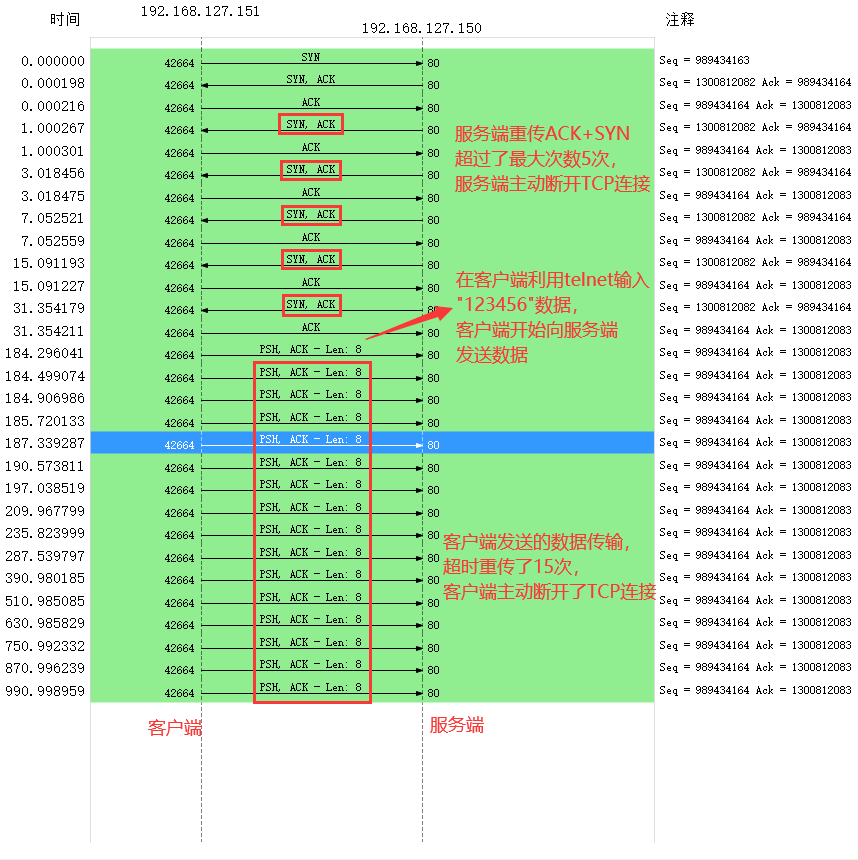 192.168.127.151
时间
192.168.127.150
注释
0.000000 42664 SYN 80 Seq = 989434163
0.000198 42664 SYN, ACK 80 Seq = 1300812082 Ack = 989434164
0.000216 42664 ACK 80 Seq = 989434164 Ack = 1300812083
1.000267 42664 SYN, ACK 80 Seq = 1300812082 Ack = 989434164
1.000301 42664 ACK 80 Seq = 989434164 Ack = 1300812083
3.018456 42664 SYN, ACK 80 Seq = 1300812082 Ack = 989434164
3.018475 42664 ACK 80 Seq = 989434164 Ack = 1300812083
7.052521 42664 SYN, ACK 80 Seq = 1300812082 Ack = 989434164
7.052559 42664 ACK 80 Seq = 989434164 Ack = 1300812083
15.091193 42664 SYN, ACK 80 Seq = 1300812082 Ack = 989434164
15.091227 42664 ACK 80 Seq = 989434164 Ack = 1300812083
31.354179 42664 SYN, ACK 80 Seq = 1300812082 Ack = 989434164
31.354211 42664 ACK 80 Seq = 989434164 Ack = 1300812083
184.296041 42664 PSH, ACK - Len: 8 80 Seq = 989434164 Ack = 1300812083
184.499074 42664 PSH, ACK - Len: 8 80 Seq = 989434164 Ack = 1300812083
184.906986 42664 PSH, ACK - Len: 8 80 Seq = 989434164 Ack = 1300812083
185.720133 42664 PSH, ACK - Len: 8 80 Seq = 989434164 Ack = 1300812083
187.339287 42664 PSH, ACK - Len: 8 80 Seq = 989434164 Ack = 1300812083
190.573811 42664 PSH, ACK - Len: 8 80 Seq = 989434164 Ack = 1300812083
197.038519 42664 PSH, ACK - Len: 8 80 Seq = 989434164 Ack = 1300812083
209.967799 42664 PSH, ACK - Len: 8 80 Seq = 989434164 Ack = 1300812083
235.823999 42664 PSH, ACK - Len: 8 80 Seq = 989434164 Ack = 1300812083
287.539797 42664 PSH, ACK - Len: 8 80 Seq = 989434164 Ack = 1300812083
390.980185 42664 PSH, ACK - Len: 8 80 Seq = 989434164 Ack = 1300812083
510.985085 42664 PSH, ACK - Len: 8 80 Seq = 989434164 Ack = 1300812083
630.985829 42664 PSH, ACK - Len: 8 80 Seq = 989434164 Ack = 1300812083
750.992332 42664 PSH, ACK - Len: 8 80 Seq = 989434164 Ack = 1300812083
870.996239 42664 PSH, ACK - Len: 8 80 Seq = 989434164 Ack = 1300812083
990.998959 42664 PSH, ACK - Len: 8 80 Seq = 989434164 Ack = 1300812083
服务端重传ACK+SYN
超过了最大次数5次,
服务端主动断开TCP连接
在客户端利用telnet输入
"123456"数据,
客户端开始向服务端
发送数据
客户端发送的数据传输,
超时重传了15次,
客户端主动断开了TCP连接
客户端
服务端